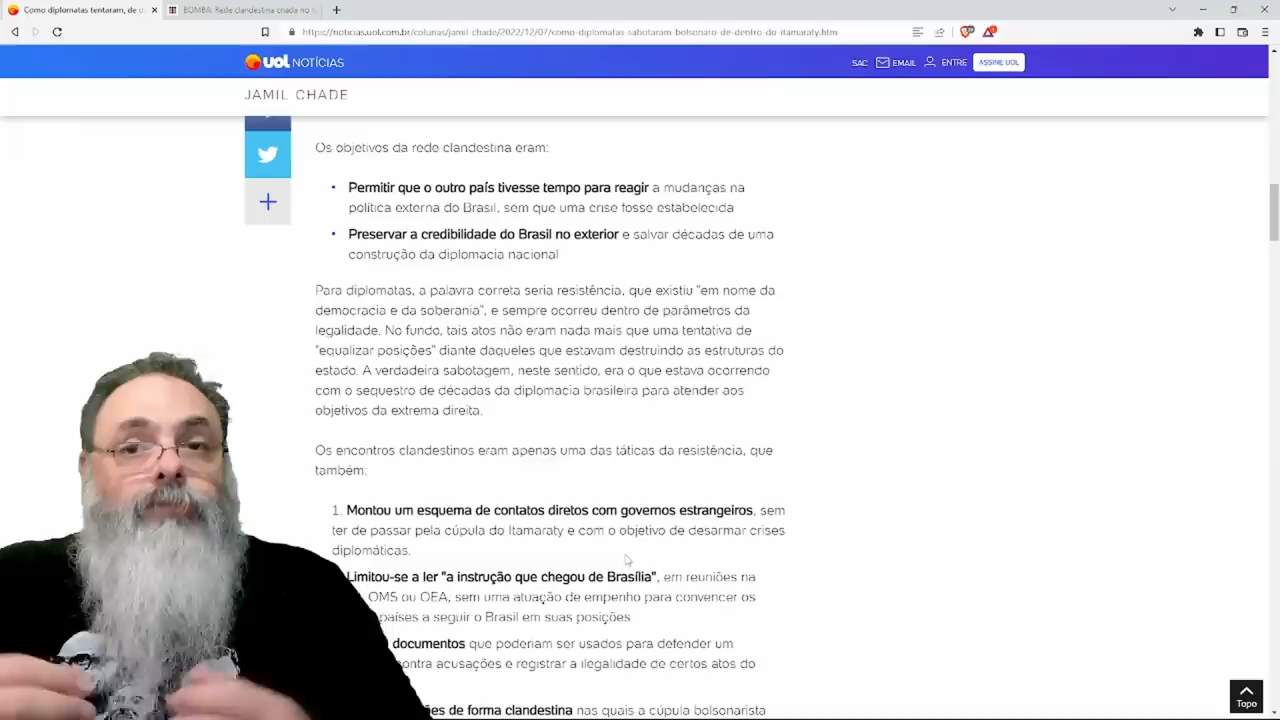 Como diplomatas tentaram, de d
BOMBA: Rede clandestina criada no It
https://noticias.uol.com.br/colunas/jamil-chade/2022/12/07/como-diplomatas-sabotaram-bolsonaro-de-dentro-do-itamaraty.htm
UOL NOTÍCIAS
SAC
EMAIL
ENTRE
ASSINE UOL
JAMIL CHADE
Os objetivos da rede clandestina eram:
• Permitir que o outro país tivesse tempo para reagir a mudanças na
política externa do Brasil, sem que uma crise fosse estabelecida
• Preservar a credibilidade do Brasil no exterior e salvar décadas de uma
construção da diplomacia nacional
Para diplomatas, a palavra correta seria resistência, que existiu "em nome da
democracia e da soberania", e sempre ocorreu dentro de parâmetros da
legalidade. No fundo, tais atos não eram nada mais que uma tentativa de
"equalizar posições" diante daqueles que estavam destruindo as estruturas do
estado. A verdadeira sabotagem, neste sentido, era o que estava ocorrendo
com o sequestro de décadas da diplomacia brasileira para atender aos
objetivos da extrema direita.
Os encontros clandestinos eram apenas uma das táticas da resistência, que
também:
1. Montou um esquema de contatos diretos com governos estrangeiros, sem
ter de passar pela cúpula do Itamaraty e com o objetivo de desarmar crises
diplomáticas.
Limitou-se a ler "a instrução que chegou de Brasília", em reuniões na
OMS ou OEA, sem uma atuação de empenho para convencer os
países a seguir o Brasil em suas posições.
documentos que poderiam ser usados para defender um
contra acusações e registrar a ilegalidade de certos atos do
de forma clandestina nas quais a cúpula bolsonarista
Topo